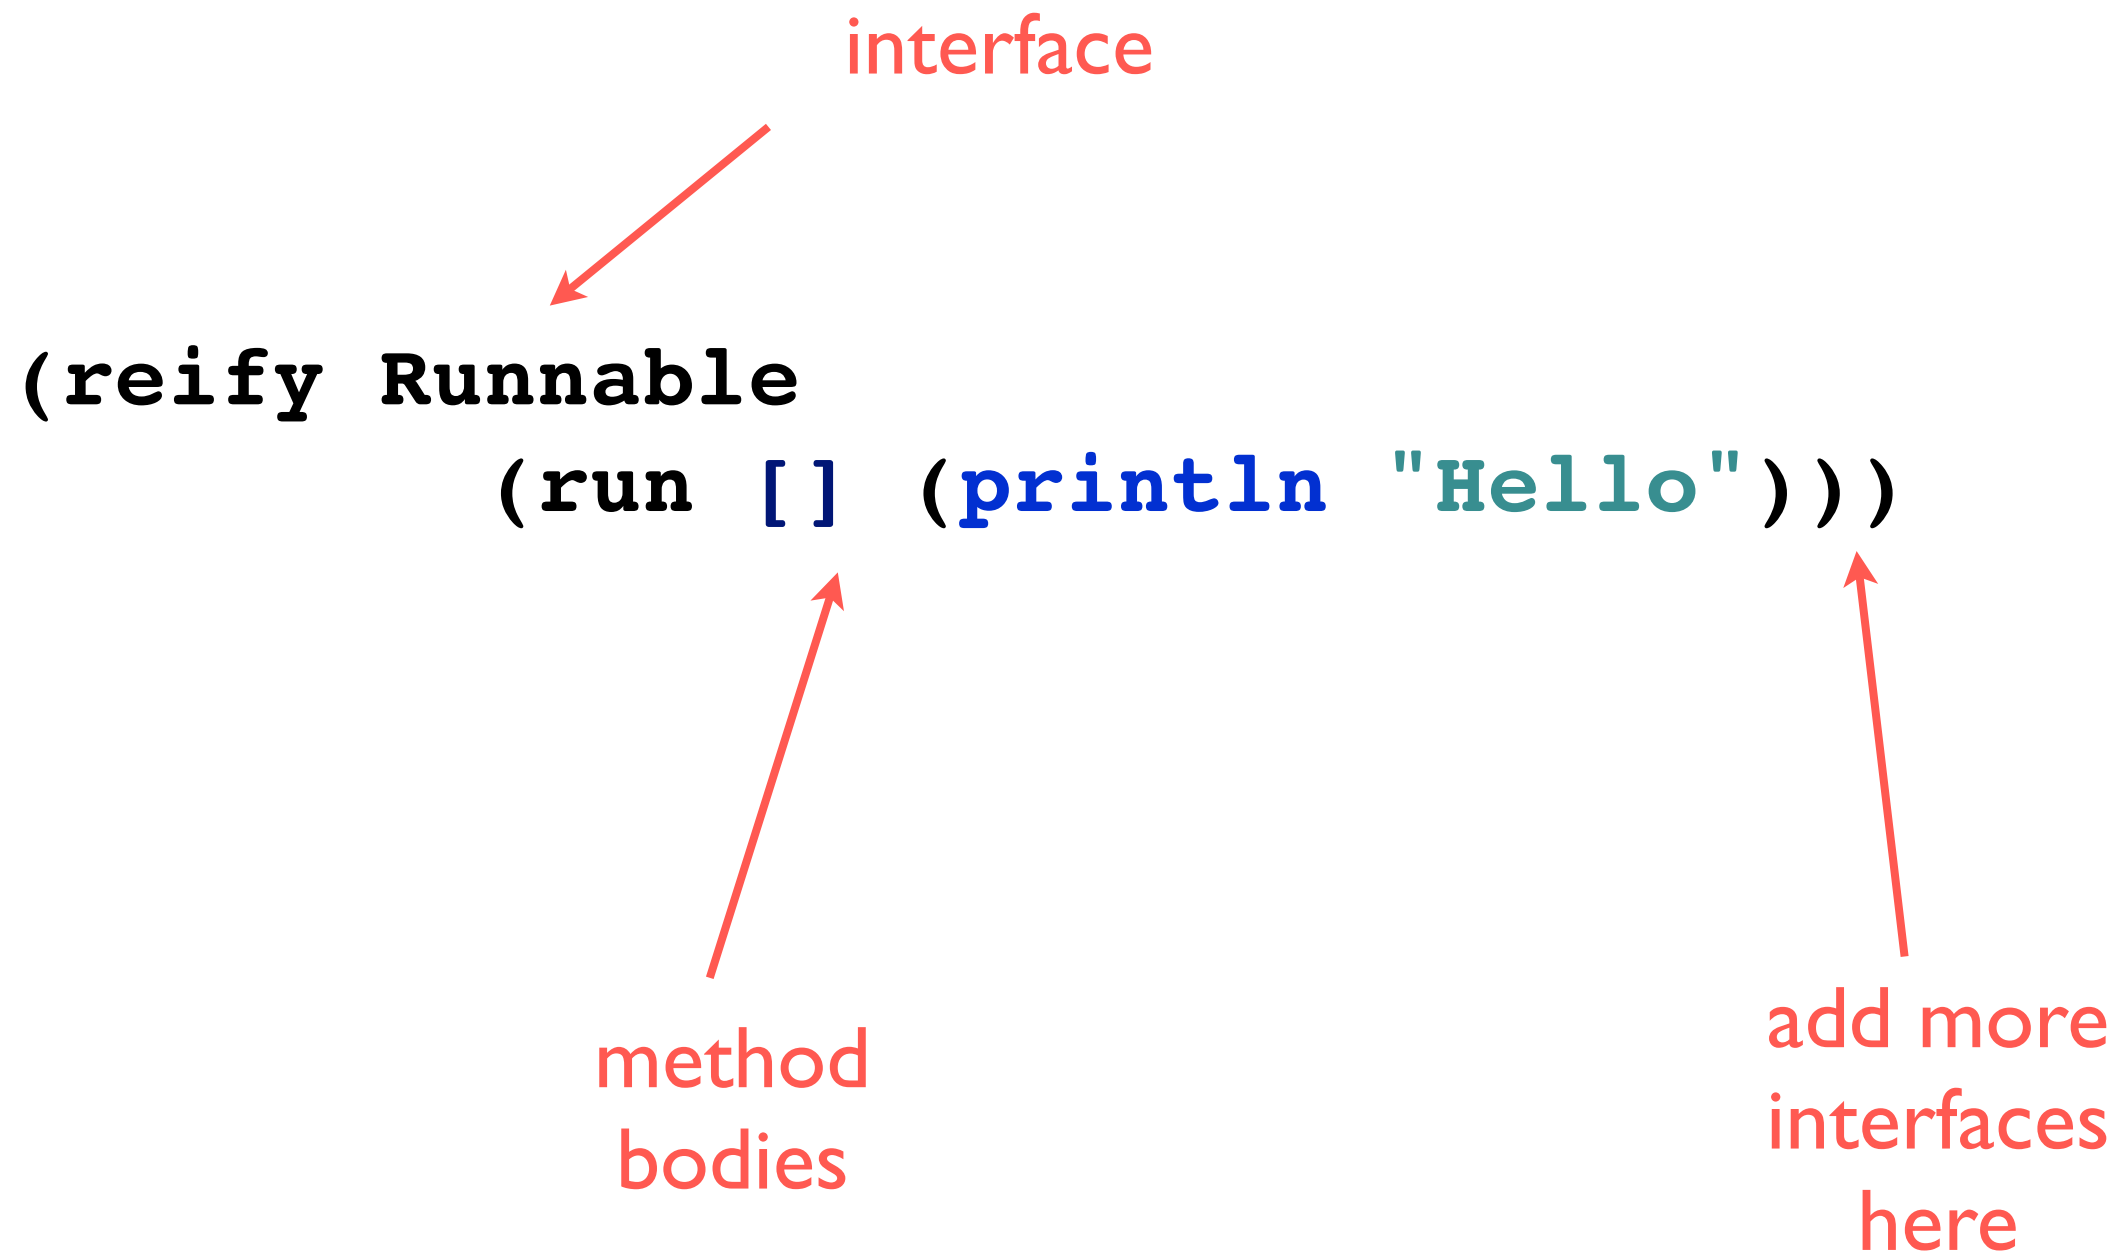 interface
(reify Runnable
(run [] (println "Hello")))
method
bodies
add more
interfaces
here